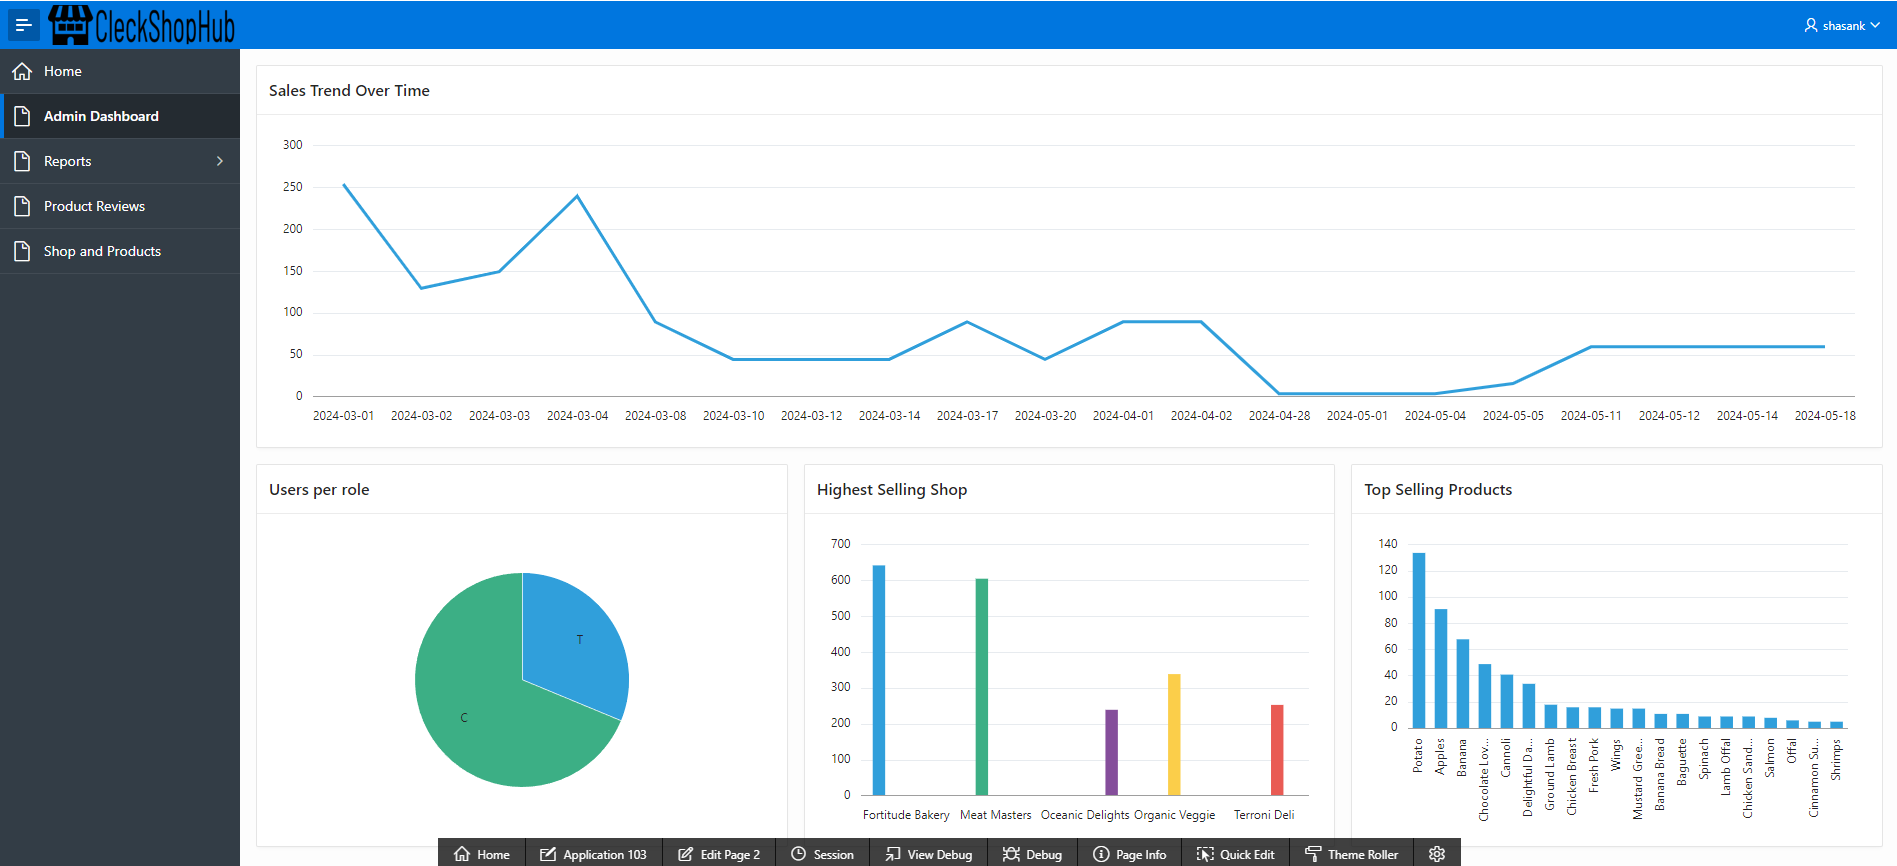 CleckShopHub
shasank
Home
Admin Dashboard
Reports
Product Reviews
Shop and Products
Sales Trend Over Time
300
250
200
150
100
50
0
2024-03-01 2024-03-02 2024-03-03 2024-03-04 2024-03-08 2024-03-10 2024-03-12 2024-03-14 2024-03-17 2024-03-20 2024-04-01 2024-04-02 2024-04-28 2024-05-01 2024-05-04 2024-05-05 2024-05-11 2024-05-12 2024-05-14 2024-05-18
Users per role
T
C
Highest Selling Shop
700
600
500
400
300
200
100
0
Fortitude Bakery Meat Masters Oceanic Delights Organic Veggie Terroni Deli
Top Selling Products
140
120
100
80
60
40
20
0
Potato
Apples
Banana
Chocolate Lov...
Cannoli
Delightful Da...
Ground Lamb
Chicken Breast
Fresh Pork
Wings
Mustard Gree...
Banana Bread
Baguette
Spinach
Lamb Offal
Chicken Sand...
Salmon
Offal
Cinnamon Su...
Shrimps
Home Application 103 Edit Page 2 Session View Debug Debug Page Info Quick Edit Theme Roller